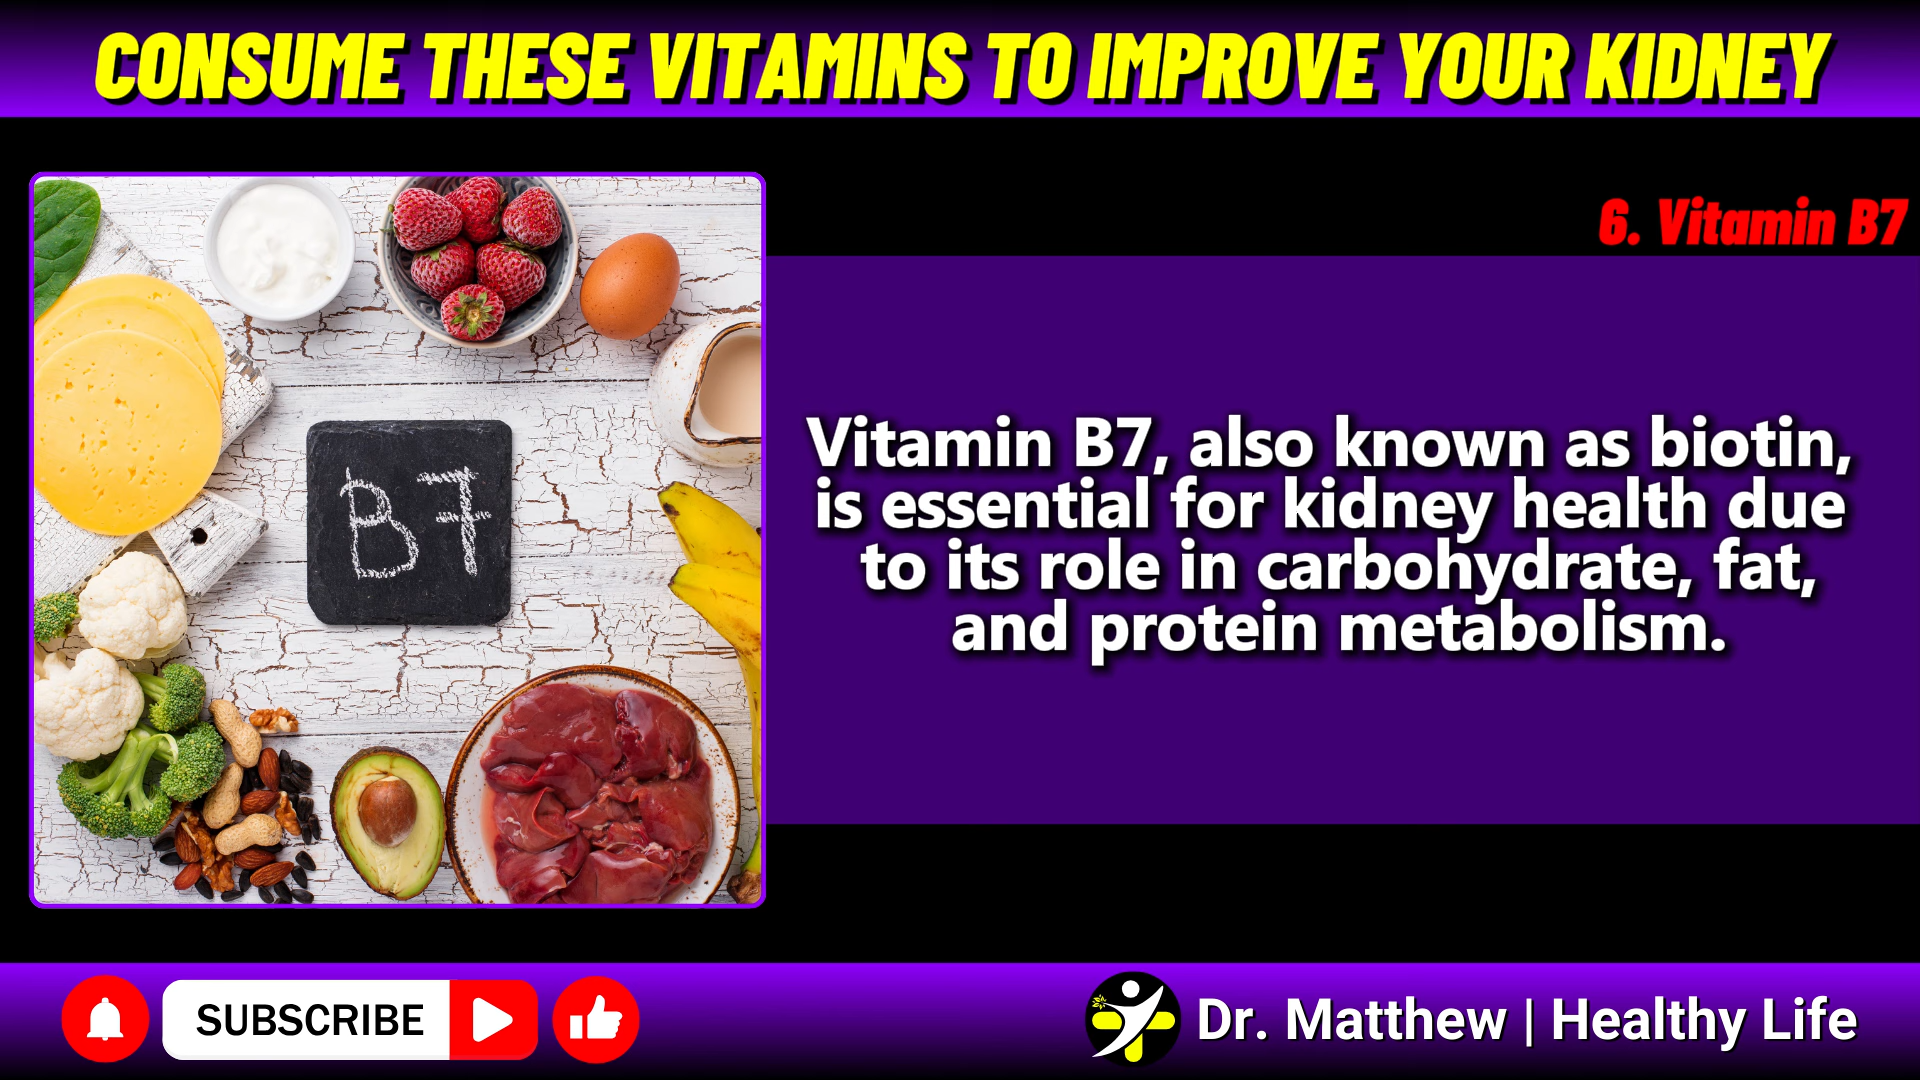 CONSUME THESE VITAMINS TO IMPROVE YOUR KIDNEY
6. Vitamin B7
B7
Vitamin B7, also known as biotin,
is essential for kidney health due
to its role in carbohydrate, fat,
and protein metabolism.
SUBSCRIBE
Dr. Matthew | Healthy Life